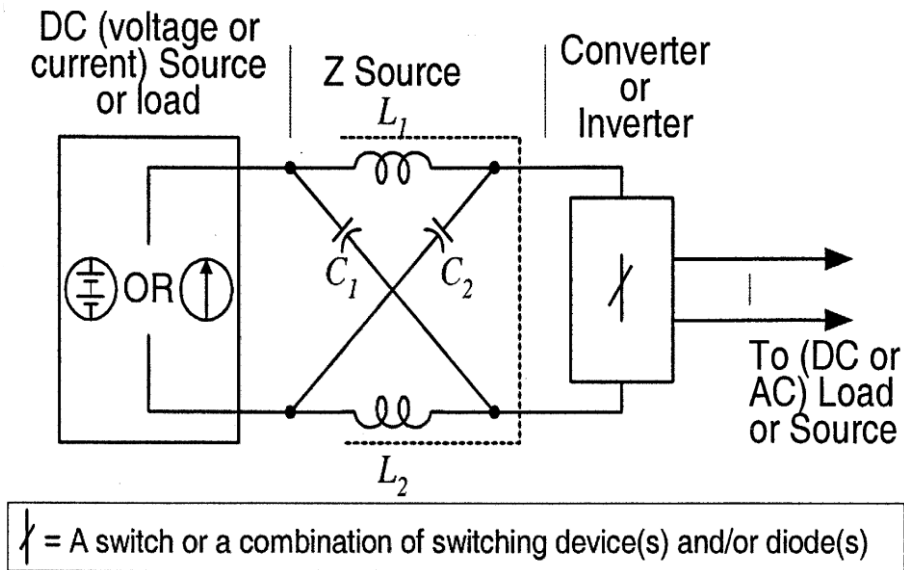 DC (voltage or
current) Source
or load
Z Source
Converter
or
Inverter
L1
C1
C2
OR
L2
To (DC or
AC) Load
or Source
= A switch or a combination of switching device(s) and/or diode(s)